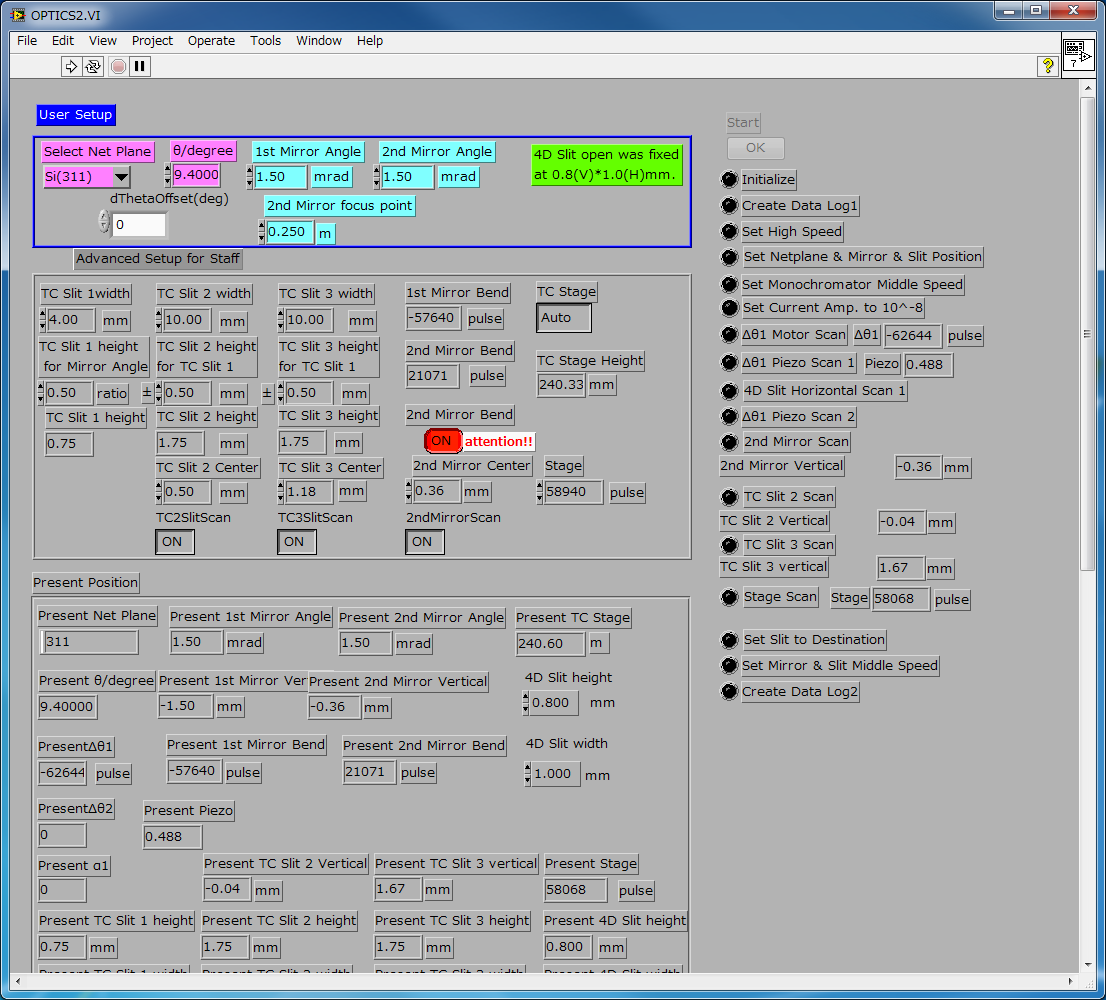 OPTICS2.VI
File Edit View Project Operate Tools Window Help
?
7
User Setup
Select Net Plane θ/degree 1st Mirror Angle 2nd Mirror Angle
4D Slit open was fixed
at 0.8(V)*1.0(H)mm.
Si(311) 9.4000 1.50 mrad 1.50 mrad
dThetaOffset(deg) 2nd Mirror focus point
0 0.250 m
Advanced Setup for Staff
TC Slit 1width TC Slit 2 width TC Slit 3 width 1st Mirror Bend TC Stage
4.00 mm 10.00 mm 10.00 mm -57640 pulse Auto
TC Slit 1 height TC Slit 2 height TC Slit 3 height 2nd Mirror Bend TC Stage Height
for Mirror Angle for TC Slit 1 for TC Slit 1
21071 pulse 240.33 mm
0.50 ratio ± 0.50 mm ± 0.50 mm
TC Slit 1 height TC Slit 2 height TC Slit 3 height 2nd Mirror Bend
0.75 1.75 mm 1.75 mm ON attention!!
TC Slit 2 Center TC Slit 3 Center 2nd Mirror Center Stage
0.50 mm 1.18 mm 0.36 mm 58940 pulse
TC2SlitScan TC3SlitScan 2ndMirrorScan
ON ON ON
Present Position
Present Net Plane Present 1st Mirror Angle Present 2nd Mirror Angle Present TC Stage
311 1.50 mrad 1.50 mrad 240.60 m
Present θ/degree Present 1st Mirror Ver Present 2nd Mirror Vertical 4D Slit height
9.40000 -1.50 mm -0.36 mm 0.800 mm
PresentΔθ1 Present 1st Mirror Bend Present 2nd Mirror Bend 4D Slit width
-62644 pulse -57640 pulse 21071 pulse 1.000 mm
PresentΔθ2 Present Piezo
0 0.488
Present α1 Present TC Slit 2 Vertical Present TC Slit 3 vertical Present Stage
0 -0.04 mm 1.67 mm 58068 pulse
Present TC Slit 1 height Present TC Slit 2 height Present TC Slit 3 height Present 4D Slit height
0.75 mm 1.75 mm 1.75 mm 0.800 mm
Present TC Slit 1 width Present TC Slit 2 width Present TC Slit 3 width Present 4D Slit width
Start
OK
Initialize
Create Data Log1
Set High Speed
Set Netplane & Mirror & Slit Position
Set Monochromator Middle Speed
Set Current Amp. to 10^-8
Δθ1 Motor Scan Δθ1 -62644 pulse
Δθ1 Piezo Scan 1 Piezo 0.488
4D Slit Horizontal Scan 1
Δθ1 Piezo Scan 2
2nd Mirror Scan
2nd Mirror Vertical -0.36 mm
TC Slit 2 Scan
TC Slit 2 Vertical -0.04 mm
TC Slit 3 Scan
TC Slit 3 vertical 1.67 mm
Stage Scan Stage 58068 pulse
Set Slit to Destination
Set Mirror & Slit Middle Speed
Create Data Log2